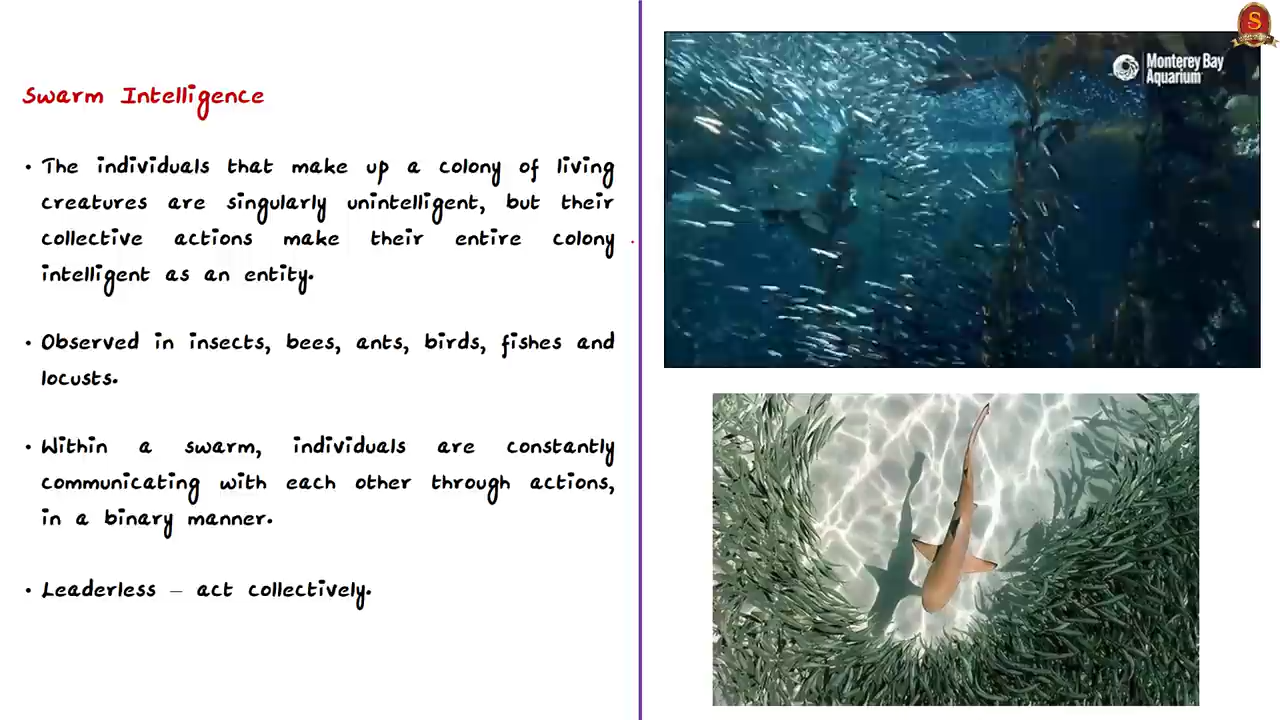 Swarm Intelligence
• The individuals that make up a colony of living
creatures are singularly unintelligent, but their
collective actions make their entire colony
intelligent as an entity.
• Observed in insects, bees, ants, birds, fishes and
locusts.
• Within a swarm, individuals are constantly
communicating with each other through actions,
in a binary manner.
• Leaderless – act collectively.
Monterey Bay
Aquarium
S